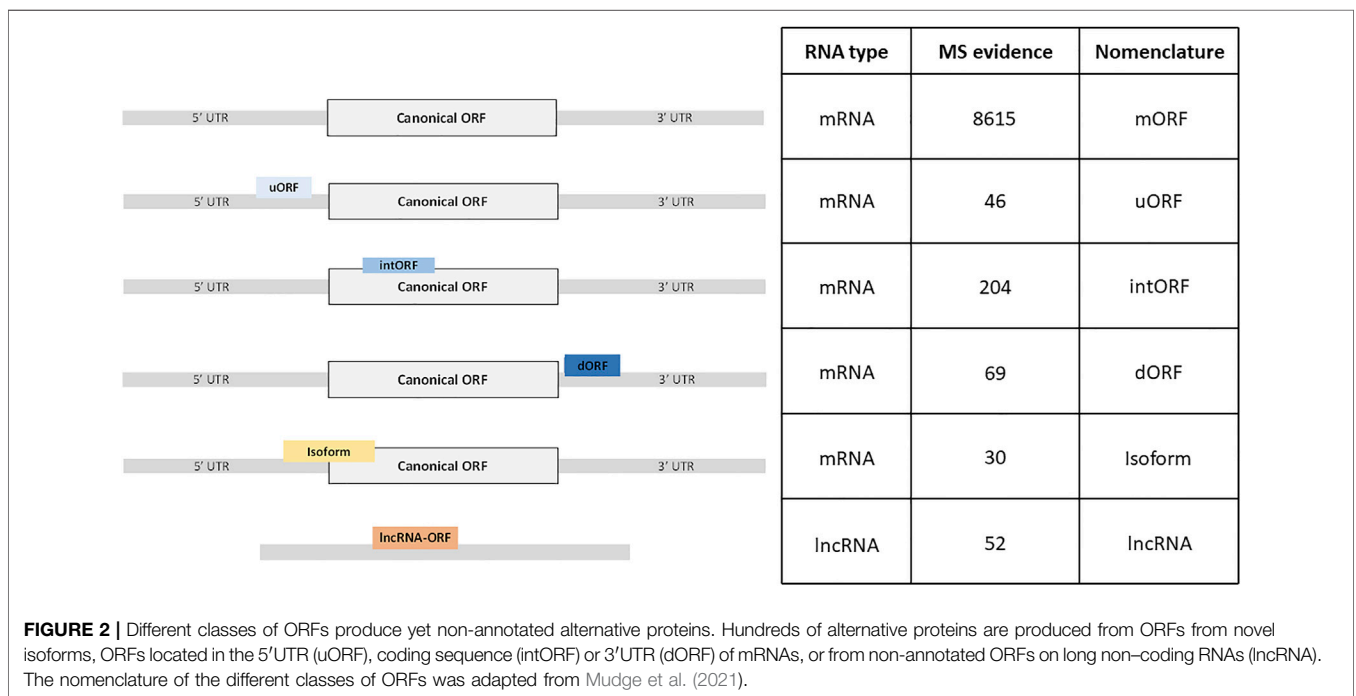 RNA type MS evidence Nomenclature
5′ UTR Canonical ORF 3′ UTR mRNA 8615 mORF
uORF
5′ UTR Canonical ORF 3′ UTR mRNA 46 uORF
intORF
5′ UTR Canonical ORF 3′ UTR mRNA 204 intORF
dORF
5′ UTR Canonical ORF 3′ UTR mRNA 69 dORF
Isoform
5′ UTR Canonical ORF 3′ UTR mRNA 30 Isoform
lncRNA-ORF
lncRNA 52 lncRNA
FIGURE 2 | Different classes of ORFs produce yet non-annotated alternative proteins. Hundreds of alternative proteins are produced from ORFs from novel
isoforms, ORFs located in the 5′UTR (uORF), coding sequence (intORF) or 3′UTR (dORF) of mRNAs, or from non-annotated ORFs on long non–coding RNAs (lncRNA).
The nomenclature of the different classes of ORFs was adapted from Mudge et al. (2021).